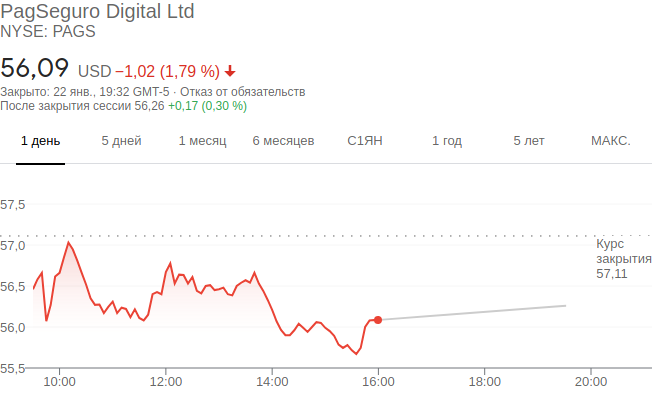 PagSeguro Digital Ltd
NYSE: PAGS
56,09 USD −1,02 (1,79 %)
Закрыто: 22 янв., 19:32 GMT-5 · Отказ от обязательств
После закрытия сессии 56,26 +0,17 (0,30 %)
1 день 5 дней 1 месяц 6 месяцев С1ЯН 1 год 5 лет МАКС.
57,5
57,0
56,5
56,0
55,5
Курс
закрытия
57,11
10:00 12:00 14:00 16:00 18:00 20:00